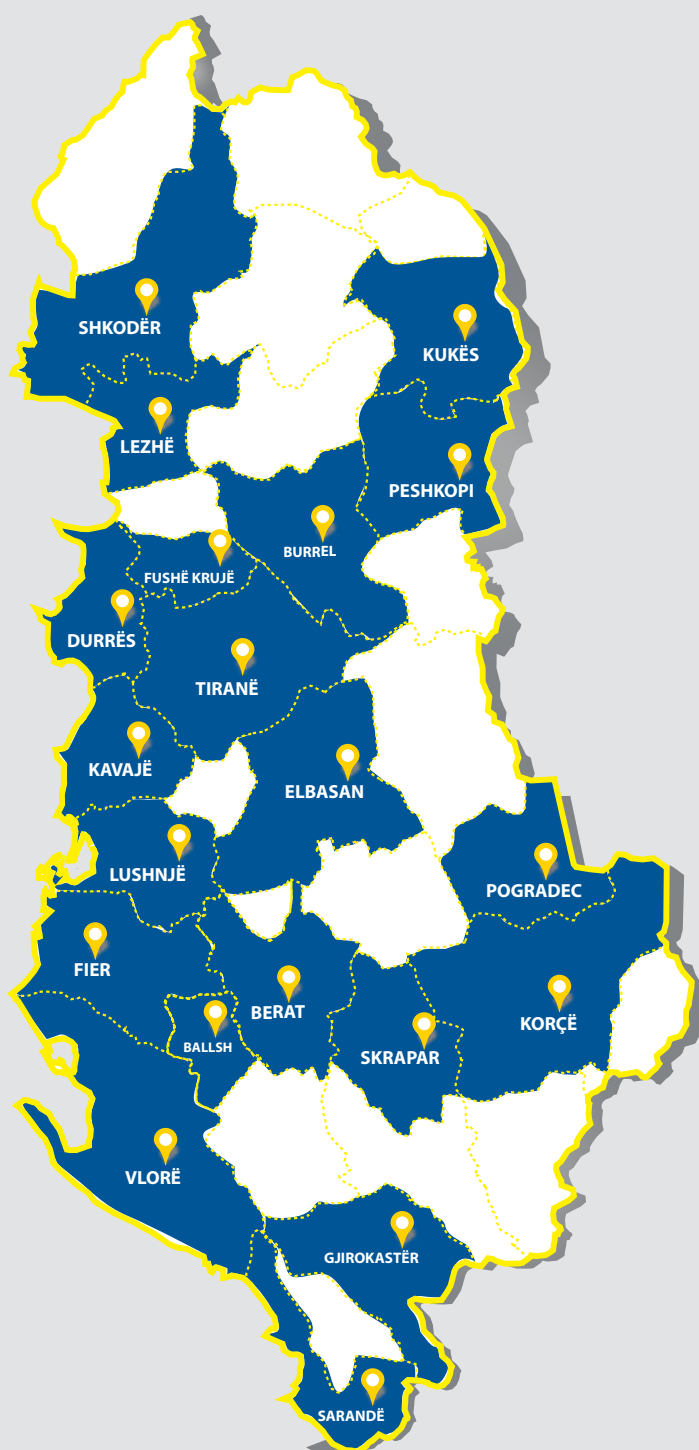 SHKODËR
KUKËS
LEZHË
PESHKOPI
BURREL
FUSHË KRUJË
DURRËS
TIRANË
KAVAJË
ELBASAN
LUSHNJË
POGRADEC
FIER
BERAT
KORÇË
BALLSH
SKRAPAR
VLORË
GJIROKASTËR
SARANDË